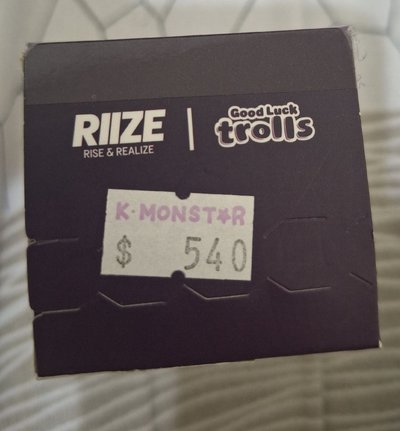 RIIZE
RISE & REALIZE
Good Luck
trolls
K·MONST★R
$ 540